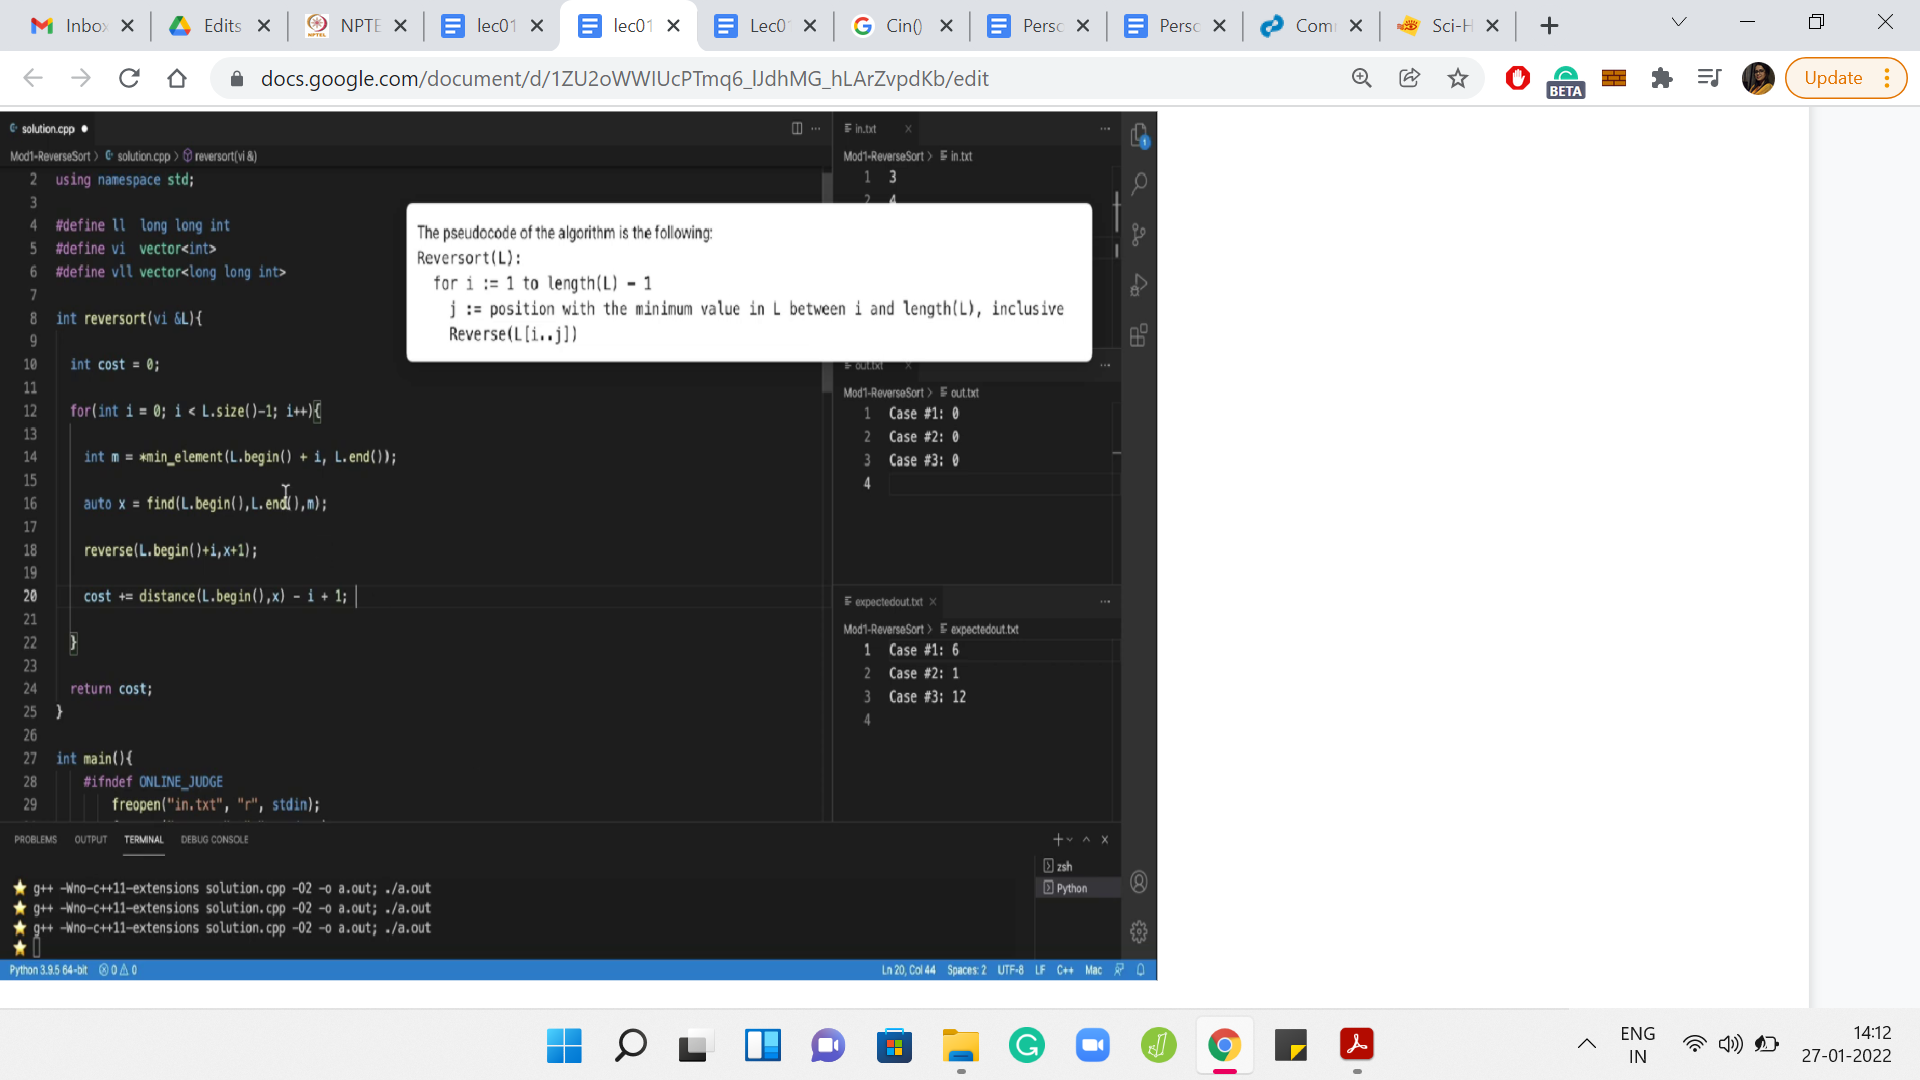 Inbox
Edits
NPTE
lec01
lec01
Lec01
Cin()
Perso
Perso
Com
Sci-H
docs.google.com/document/d/1ZU2oWWIUcPTmq6_lJdhMG_hLArZvpdKb/edit
BETA
Update
solution.cpp
Mod1-ReverseSort > solution.cpp > reversort(vi &)
2 using namespace std;
3
4 #define ll long long int
5 #define vi vector<int>
6 #define vll vector<long long int>
7
8 int reversort(vi &L){
9
10 int cost = 0;
11
12 for(int i = 0; i < L.size()-1; i++){
13
14 int m = *min_element(L.begin() + i, L.end());
15
16 auto x = find(L.begin(),L.end(),m);
17
18 reverse(L.begin()+i,x+1);
19
20 cost += distance(L.begin(),x) - i + 1;
21
22 }
23
24 return cost;
25 }
26
27 int main(){
28 #ifndef ONLINE_JUDGE
29 freopen("in.txt", "r", stdin);
The pseudocode of the algorithm is the following:
Reversort(L):
for i := 1 to length(L) - 1
j := position with the minimum value in L between i and length(L), inclusive
Reverse(L[i..j])
in.txt
Mod1-ReverseSort > in.txt
1 3
2 4
out.txt
Mod1-ReverseSort > out.txt
1 Case #1: 0
2 Case #2: 0
3 Case #3: 0
4
expectedout.txt
Mod1-ReverseSort > expectedout.txt
1 Case #1: 6
2 Case #2: 1
3 Case #3: 12
4
1
PROBLEMS OUTPUT TERMINAL DEBUG CONSOLE
g++ -Wno-c++11-extensions solution.cpp -O2 -o a.out; ./a.out
g++ -Wno-c++11-extensions solution.cpp -O2 -o a.out; ./a.out
g++ -Wno-c++11-extensions solution.cpp -O2 -o a.out; ./a.out
zsh
Python
Python 3.9.5 64-bit 0 0
Ln 20, Col 44 Spaces: 2 UTF-8 LF C++ Mac
ENG
IN
14:12
27-01-2022